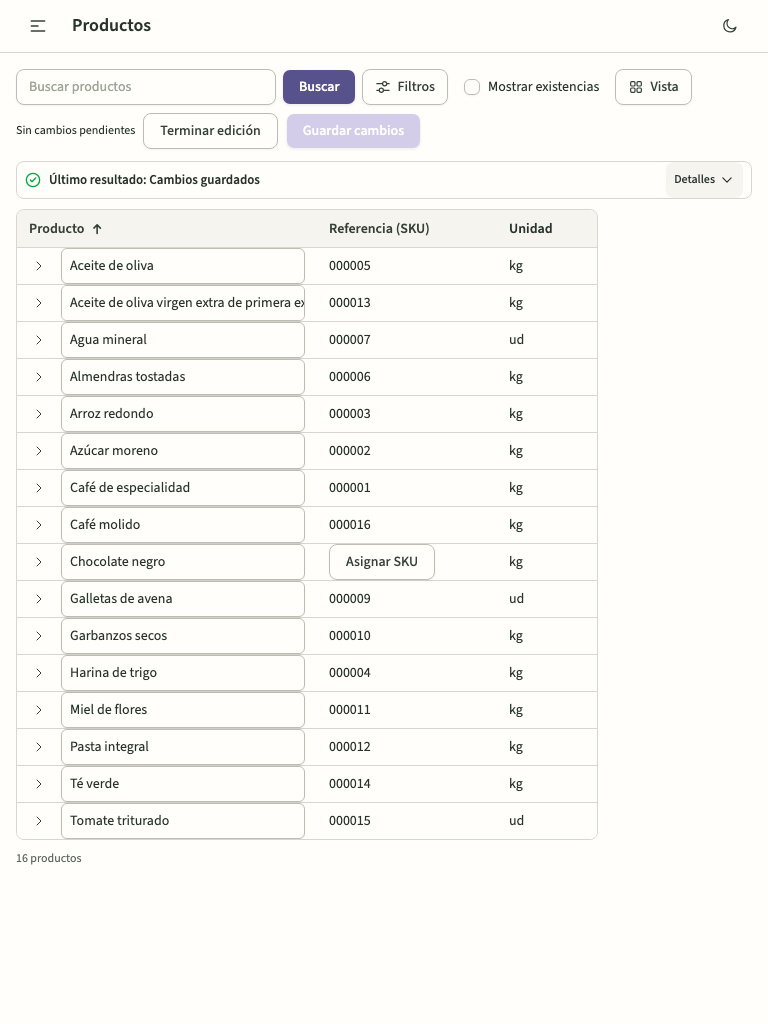 Productos
Buscar productos
Buscar
Filtros
Mostrar existencias
Vista
Sin cambios pendientes
Terminar edición
Guardar cambios
Último resultado: Cambios guardados
Detalles
Producto Referencia (SKU) Unidad
Aceite de oliva 000005 kg
Aceite de oliva virgen extra de primera ex 000013 kg
Agua mineral 000007 ud
Almendras tostadas 000006 kg
Arroz redondo 000003 kg
Azúcar moreno 000002 kg
Café de especialidad 000001 kg
Café molido 000016 kg
Chocolate negro Asignar SKU kg
Galletas de avena 000009 ud
Garbanzos secos 000010 kg
Harina de trigo 000004 kg
Miel de flores 000011 kg
Pasta integral 000012 kg
Té verde 000014 kg
Tomate triturado 000015 ud
16 productos